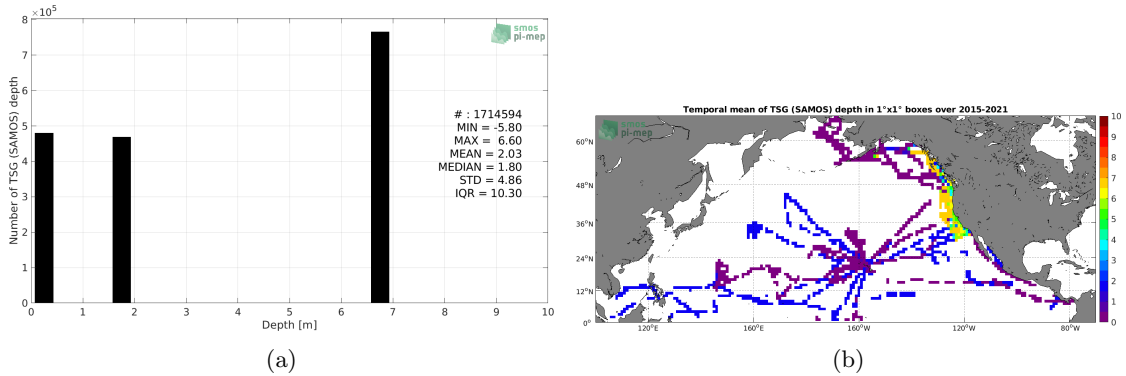 ×10⁵
8
7
6
5
4
3
2
1
0
Number of TSG (SAMOS) depth
smos
pi-mep
# : 1714594
MIN = -5.80
MAX = 6.60
MEAN = 2.03
MEDIAN = 1.80
STD = 4.86
IQR = 10.30
0 1 2 3 4 5 6 7 8 9 10
Depth [m]
(a)
Temporal mean of TSG (SAMOS) depth in 1°x1° boxes over 2015-2021
smos
pi-mep
60°N
48°N
36°N
24°N
12°N
0°
120°E 160°E 160°W 120°W 80°W
10
9
8
7
6
5
4
3
2
1
0
(b)